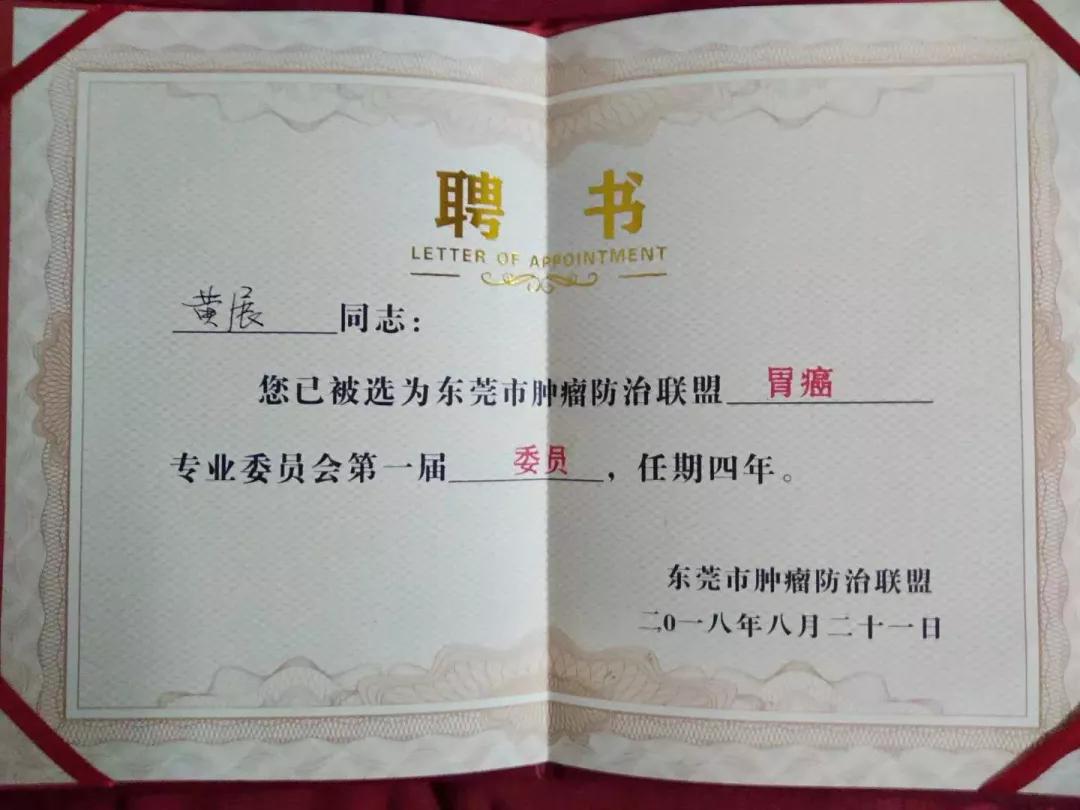 聘书
LETTER OF APPOINTMENT
黄展同志：
您已被选为东莞市肿瘤防治联盟胃癌
专业委员会第一届委员，任期四年。
东莞市肿瘤防治联盟
二0一八年八月二十一日